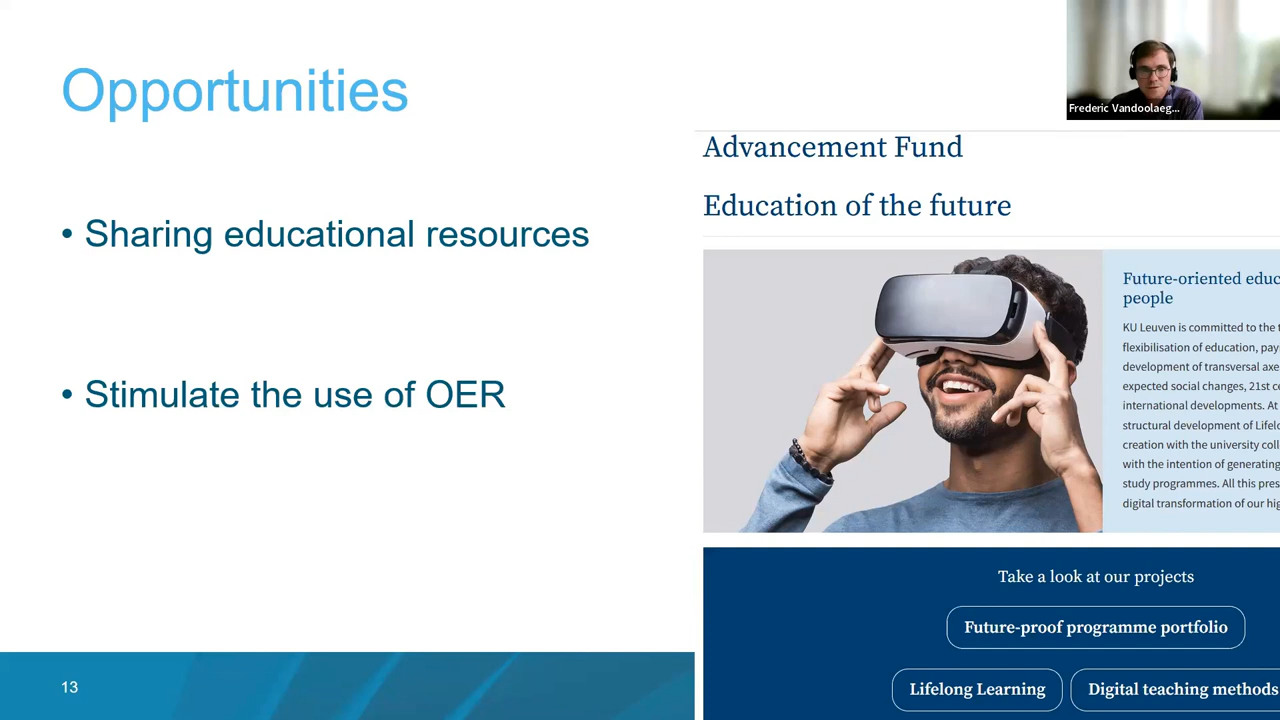 Opportunities
Frederic Vandoolaeg...
Advancement Fund
Education of the future
• Sharing educational resources
• Stimulate the use of OER
Future-oriented educ
people
KU Leuven is committed to the t
flexibilisation of education, pay
development of transversal axe
expected social changes, 21st c
international developments. At
structural development of Lifelo
creation with the university coll
with the intention of generating
study programmes. All this pres
digital transformation of our hig
Take a look at our projects
Future-proof programme portfolio
Lifelong Learning
Digital teaching methods
13